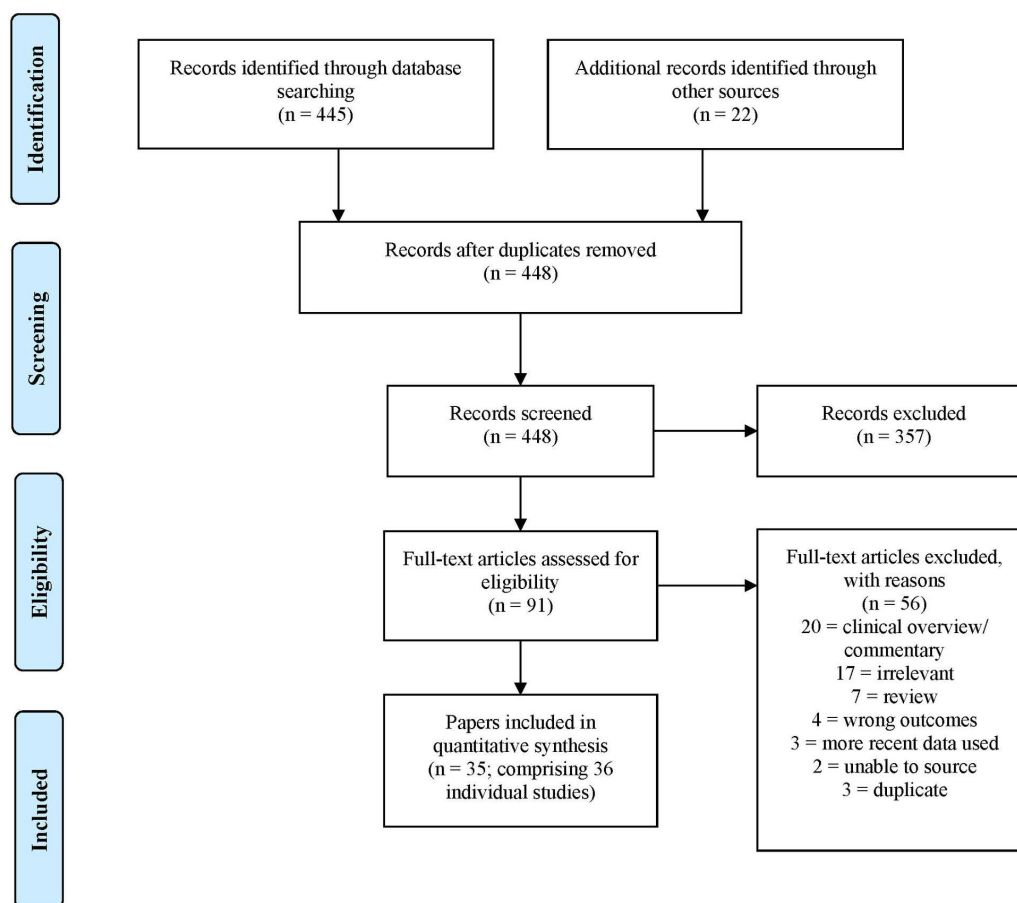 Identification
Records identified through database
searching
(n = 445)
Additional records identified through
other sources
(n = 22)
Screening
Records after duplicates removed
(n = 448)
Records screened
(n = 448)
Records excluded
(n = 357)
Eligibility
Full-text articles assessed for
eligibility
(n = 91)
Full-text articles excluded,
with reasons
(n = 56)
20 = clinical overview/
commentary
17 = irrelevant
7 = review
4 = wrong outcomes
3 = more recent data used
2 = unable to source
3 = duplicate
Included
Papers included in
quantitative synthesis
(n = 35; comprising 36
individual studies)